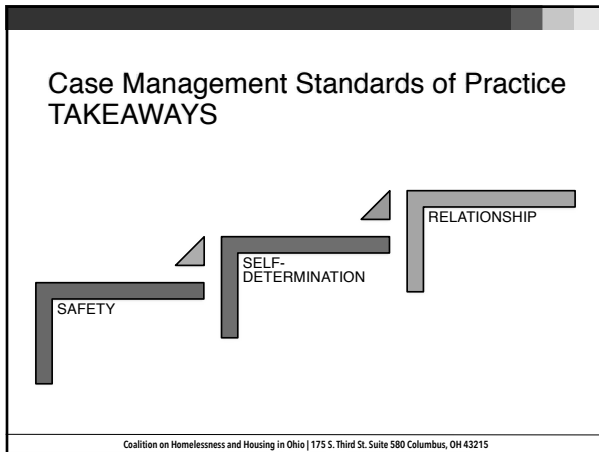 Case Management Standards of Practice
TAKEAWAYS
SAFETY
SELF-
DETERMINATION
RELATIONSHIP
Coalition on Homelessness and Housing in Ohio | 175 S. Third St. Suite 580 Columbus, OH 43215